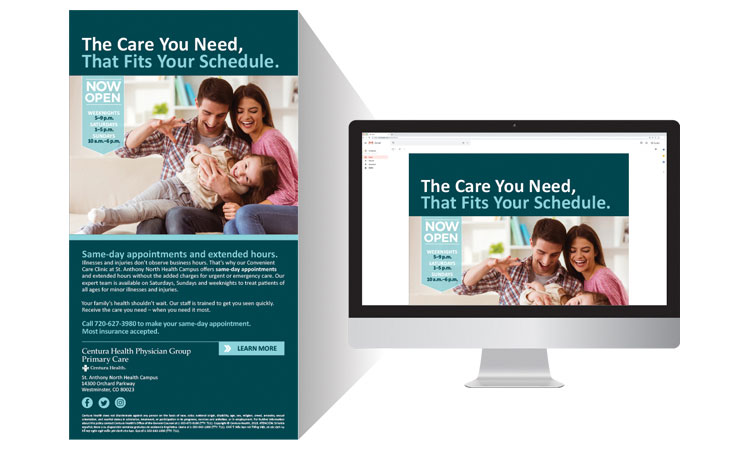 The Care You Need,
That Fits Your Schedule.
NOW
OPEN
WEEKNIGHTS
5–9 p.m.
SATURDAYS
1–5 p.m.
SUNDAYS
10 a.m.–6 p.m.
Same-day appointments and extended hours.
Illnesses and injuries don't observe business hours. That's why our Convenient
Care Clinic at St. Anthony North Health Campus offers same-day appointments
and extended hours without the added charges for urgent or emergency care. Our
expert team is available on Saturdays, Sundays and weeknights to treat patients of
all ages for minor illnesses and injuries.
Your family's health shouldn't wait. Our staff is trained to get you seen quickly.
Receive the care you need – when you need it most.
Call 720-627-3980 to make your same-day appointment.
Most insurance accepted.
LEARN MORE
Centura Health Physician Group
Primary Care
Centura Health.
St. Anthony North Health Campus
14300 Orchard Parkway
Westminster, CO 80023
The Care You Need,
That Fits Your Schedule.
NOW
OPEN
WEEKNIGHTS
5–9 p.m.
SATURDAYS
1–5 p.m.
SUNDAYS
10 a.m.–6 p.m.